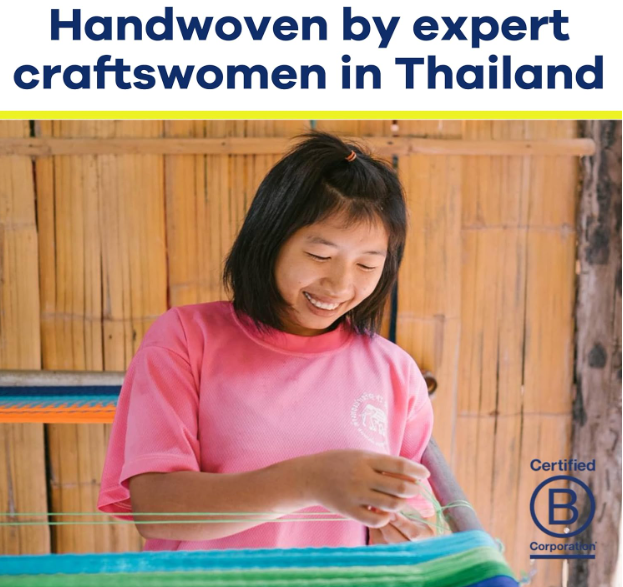 Handwoven by expert
craftswomen in Thailand
Certified
B
Corporation